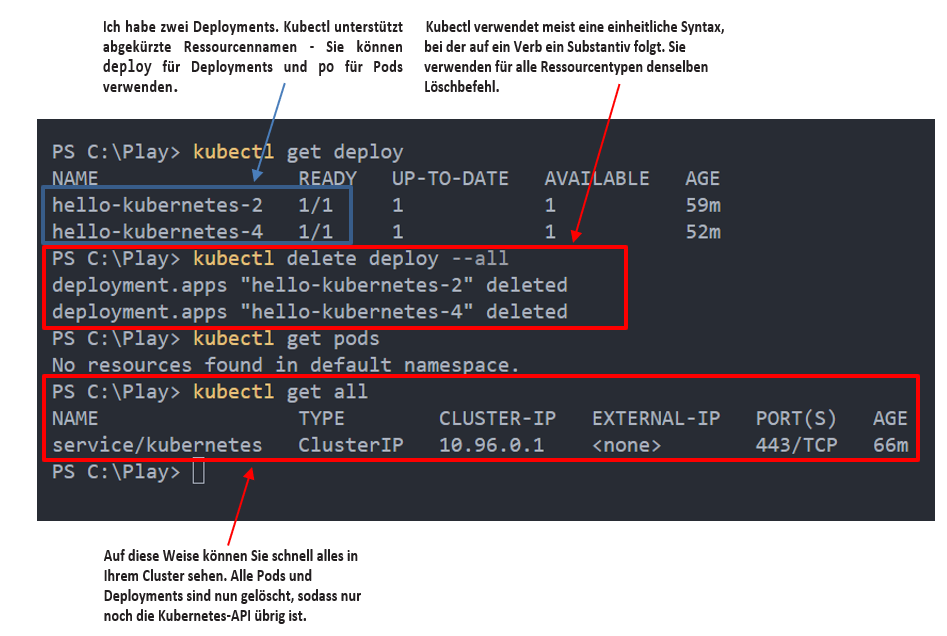 Ich habe zwei Deployments. Kubectl unterstützt
abgekürzte Ressourcennamen - Sie können
deploy für Deployments und po für Pods
verwenden.
Kubectl verwendet meist eine einheitliche Syntax,
bei der auf ein Verb ein Substantiv folgt. Sie
verwenden für alle Ressourcentypen denselben
Löschbefehl.
PS C:\Play> kubectl get deploy
NAME READY UP-TO-DATE AVAILABLE AGE
hello-kubernetes-2 1/1 1 1 59m
hello-kubernetes-4 1/1 1 1 52m
PS C:\Play> kubectl delete deploy --all
deployment.apps "hello-kubernetes-2" deleted
deployment.apps "hello-kubernetes-4" deleted
PS C:\Play> kubectl get pods
No resources found in default namespace.
PS C:\Play> kubectl get all
NAME TYPE CLUSTER-IP EXTERNAL-IP PORT(S) AGE
service/kubernetes ClusterIP 10.96.0.1 <none> 443/TCP 66m
PS C:\Play>
Auf diese Weise können Sie schnell alles in
Ihrem Cluster sehen. Alle Pods und
Deployments sind nun gelöscht, sodass nur
noch die Kubernetes-API übrig ist.